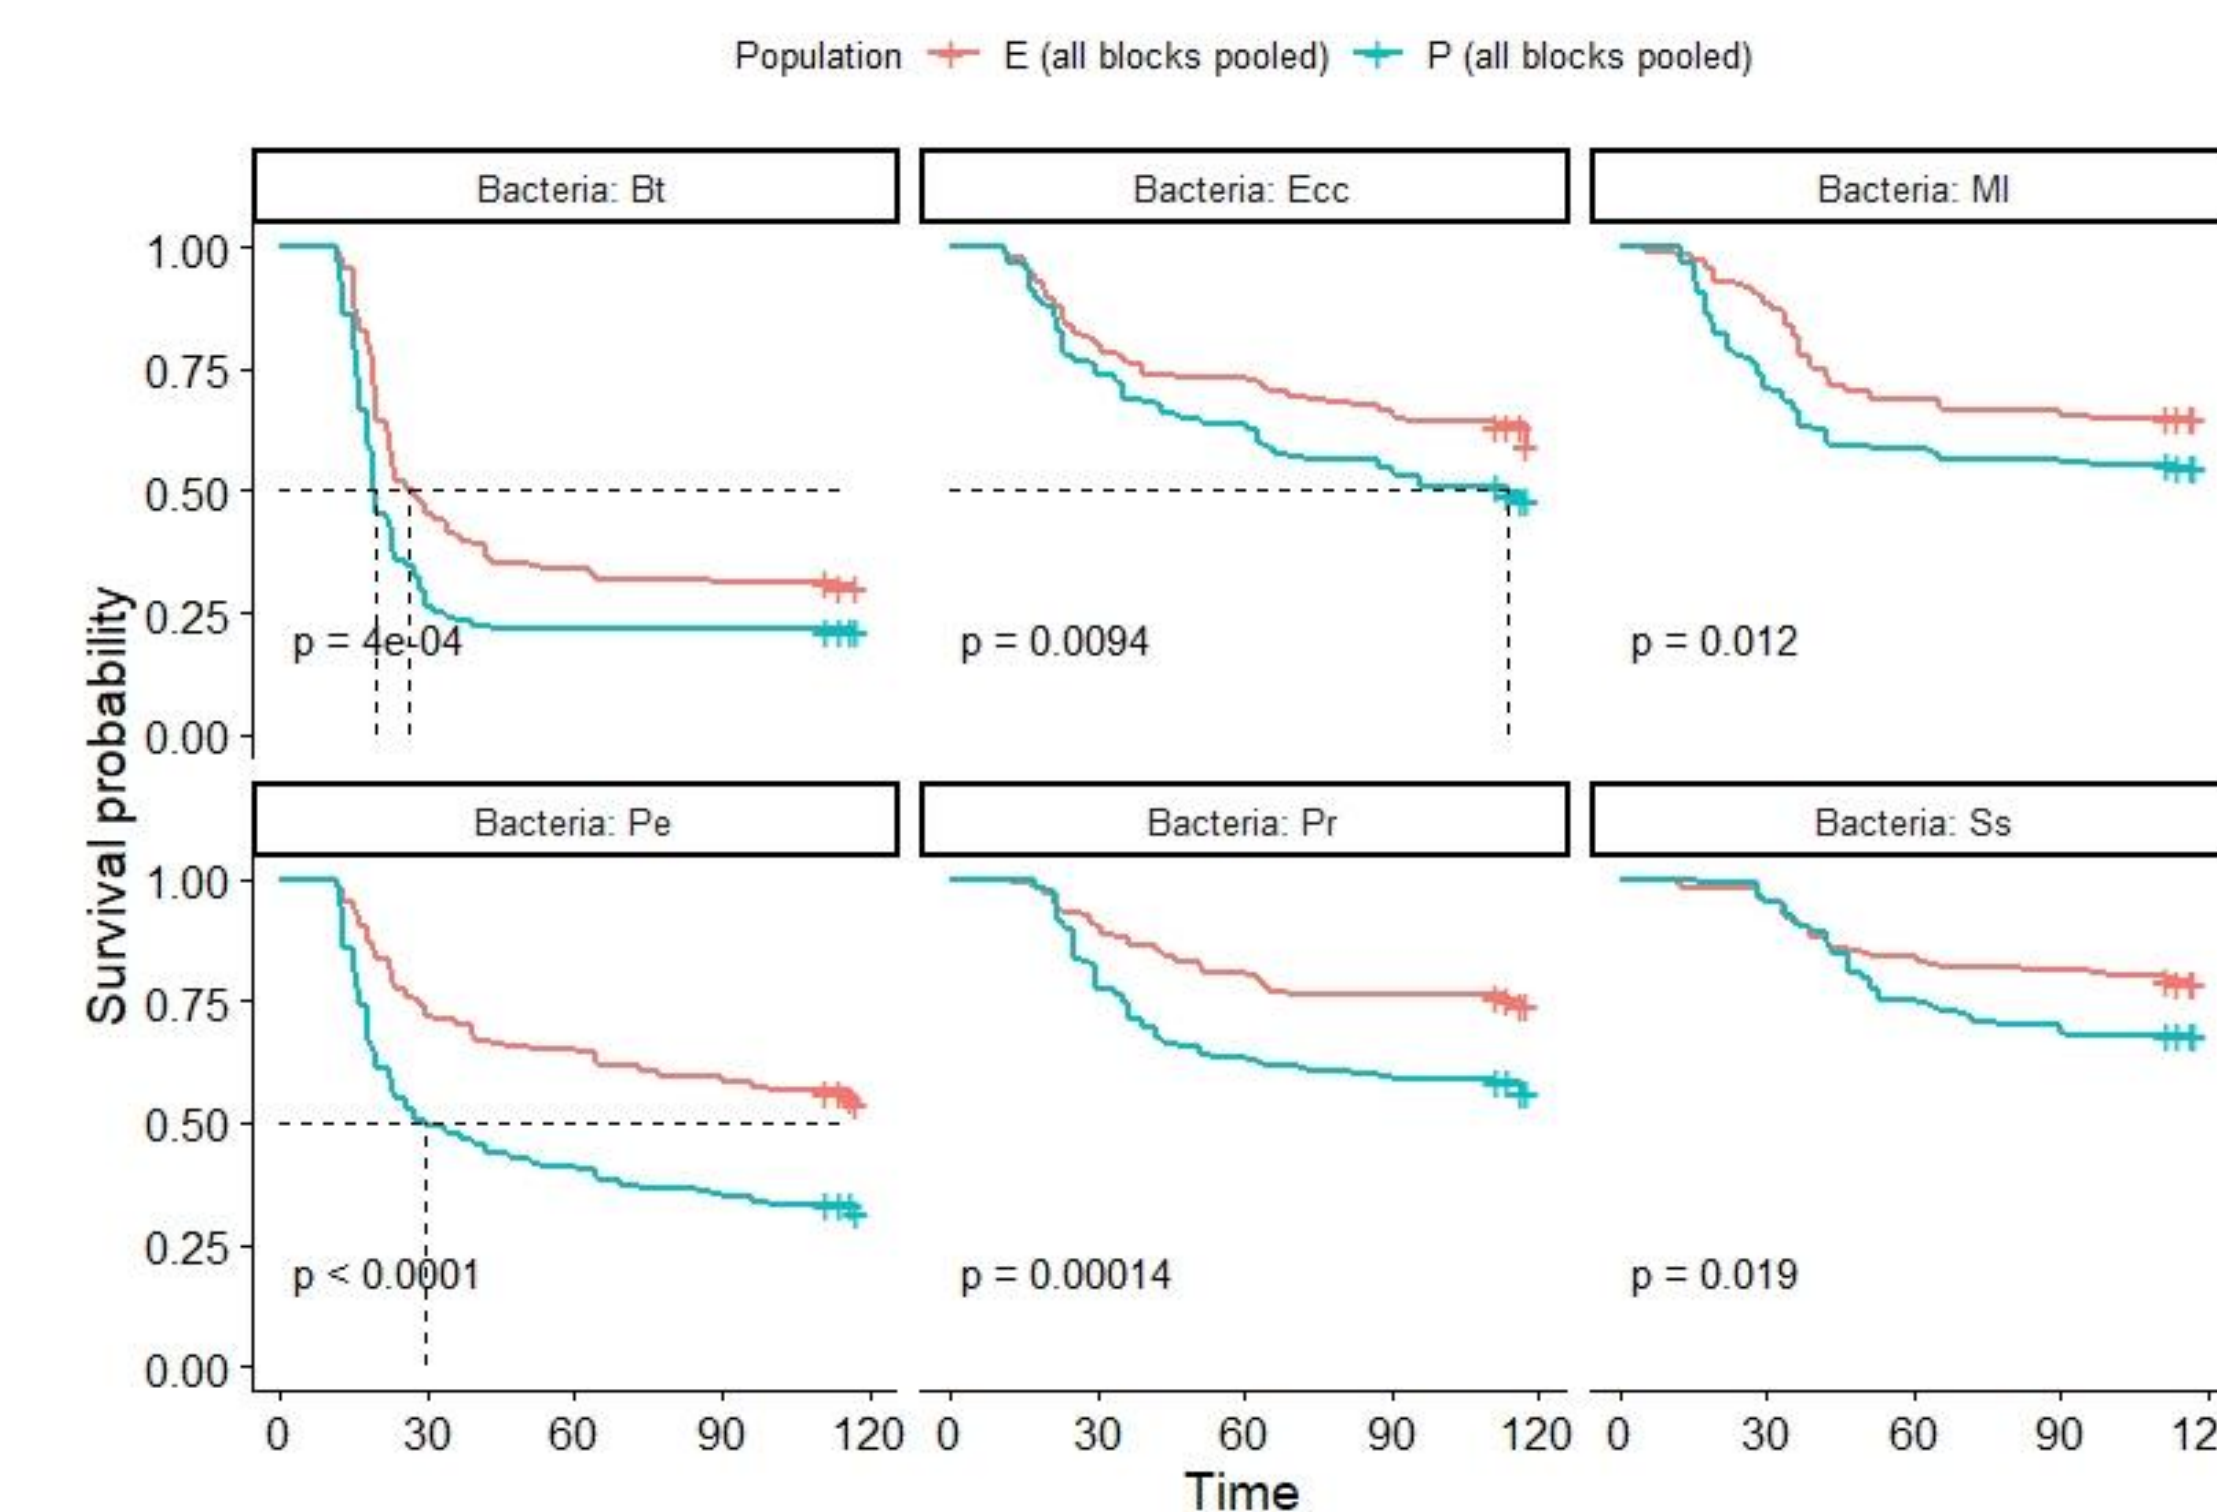 Population E (all blocks pooled) P (all blocks pooled)
Bacteria: Bt
Bacteria: Ecc
Bacteria: Ml
Survival probability
1.00
0.75
0.50
0.25
0.00
p = 4e-04
p = 0.0094
p = 0.012
Bacteria: Pe
Bacteria: Pr
Bacteria: Ss
1.00
0.75
0.50
0.25
0.00
p < 0.0001
p = 0.00014
p = 0.019
0 30 60 90 120
0 30 60 90 120
0 30 60 90 12
Time